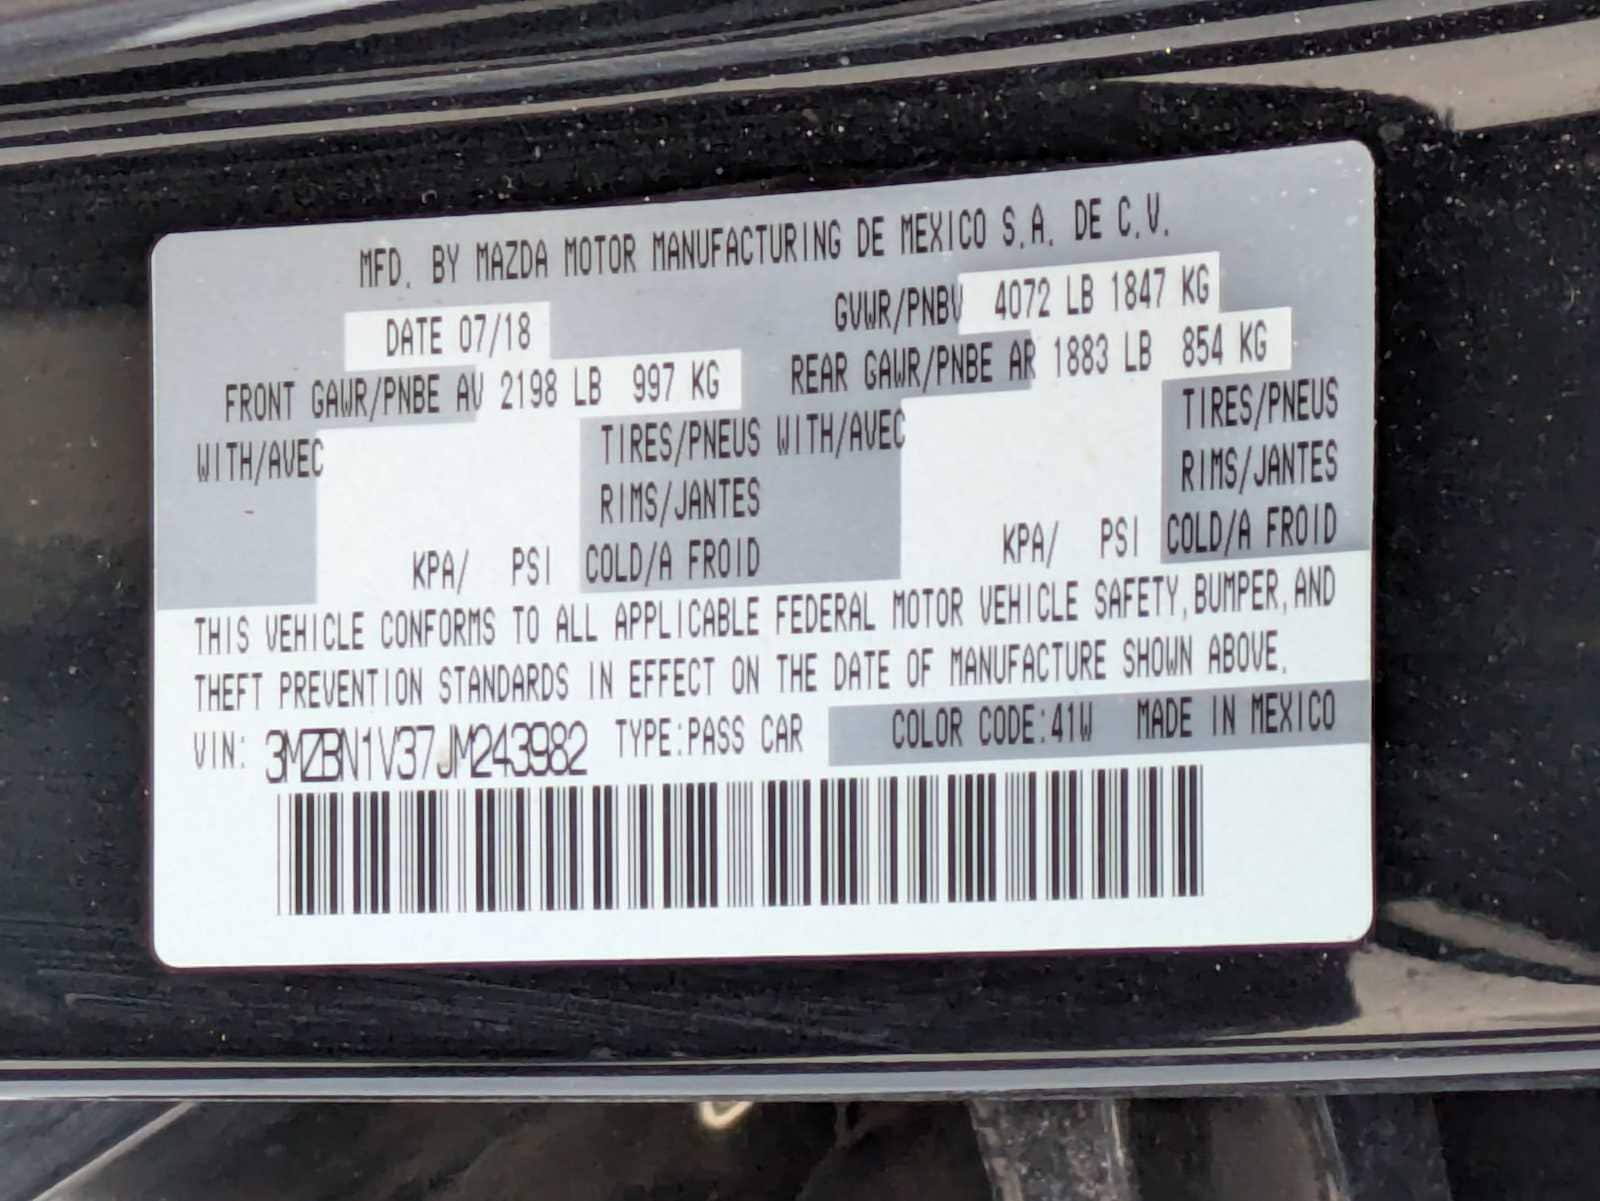 MFD. BY MAZDA MOTOR MANUFACTURING DE MEXICO S.A. DE C.V.
DATE 07/18 GVWR/PNBV 4072 LB 1847 KG
FRONT GAWR/PNBE AV 2198 LB 997 KG REAR GAWR/PNBE AR 1883 LB 854 KG
WITH/AVEC TIRES/PNEUS WITH/AVEC TIRES/PNEUS
RIMS/JANTES RIMS/JANTES
KPA/ PSI COLD/A FROID KPA/ PSI COLD/A FROID
THIS VEHICLE CONFORMS TO ALL APPLICABLE FEDERAL MOTOR VEHICLE SAFETY, BUMPER, AND
THEFT PREVENTION STANDARDS IN EFFECT ON THE DATE OF MANUFACTURE SHOWN ABOVE.
VIN: 3MZBN1V37JM243982 TYPE:PASS CAR COLOR CODE:41W MADE IN MEXICO